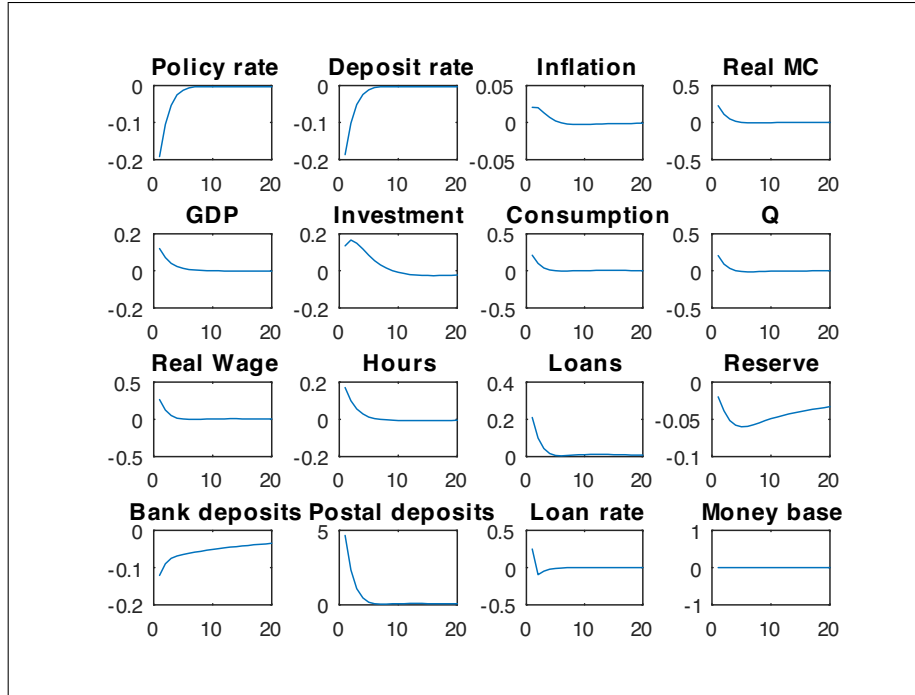 Policy rate Deposit rate Inflation Real MC
0 0 0.05 0.5
-0.1 -0.1 0 0
-0.2 -0.2 -0.05 -0.5
0 10 20 0 10 20 0 10 20 0 10 20
GDP Investment Consumption Q
0.2 0.2 0.5 0.5
0 0 0 0
-0.2 -0.2 -0.5 -0.5
0 10 20 0 10 20 0 10 20 0 10 20
Real Wage Hours Loans Reserve
0.5 0.2 0.4 0
0 0 0.2 -0.05
-0.5 -0.2 0 -0.1
0 10 20 0 10 20 0 10 20 0 10 20
Bank deposits Postal deposits Loan rate Money base
0 5 0.5 1
-0.1 0 0
-0.2 0 -0.5 -1
0 10 20 0 10 20 0 10 20 0 10 20